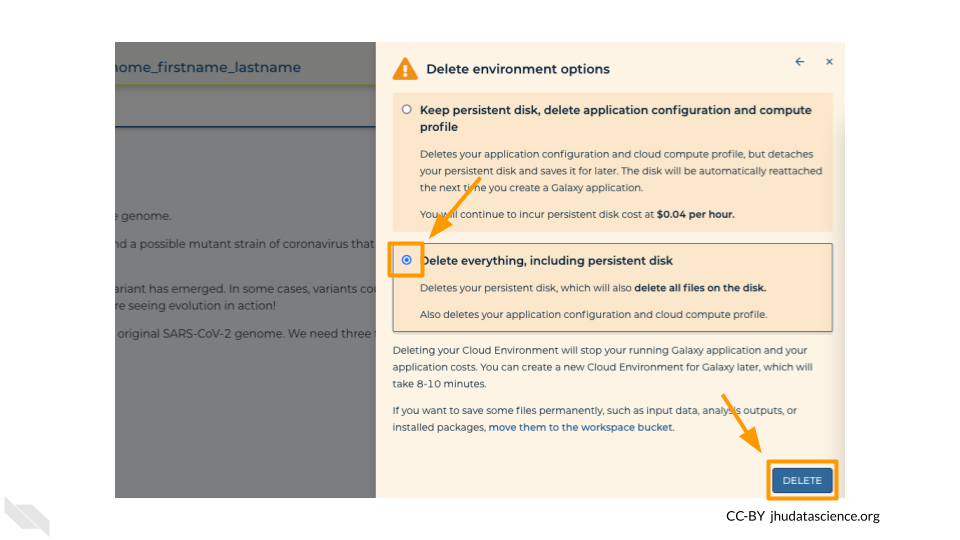 ome_firstname_lastname
Delete environment options
Keep persistent disk, delete application configuration and compute
profile
Deletes your application configuration and cloud compute profile, but detaches
your persistent disk and saves it for later. The disk will be automatically reattached
the next time you create a Galaxy application.
You will continue to incur persistent disk cost at $0.04 per hour.
e genome.
nd a possible mutant strain of coronavirus that
ariant has emerged. In some cases, variants cou
re seeing evolution in action!
original SARS-CoV-2 genome. We need three
Delete everything, including persistent disk
Deletes your persistent disk, which will also delete all files on the disk.
Also deletes your application configuration and cloud compute profile.
Deleting your Cloud Environment will stop your running Galaxy application and your
application costs. You can create a new Cloud Environment for Galaxy later, which will
take 8-10 minutes.
If you want to save some files permanently, such as input data, analysis outputs, or
installed packages, move them to the workspace bucket.
DELETE
CC-BY jhudatascience.org